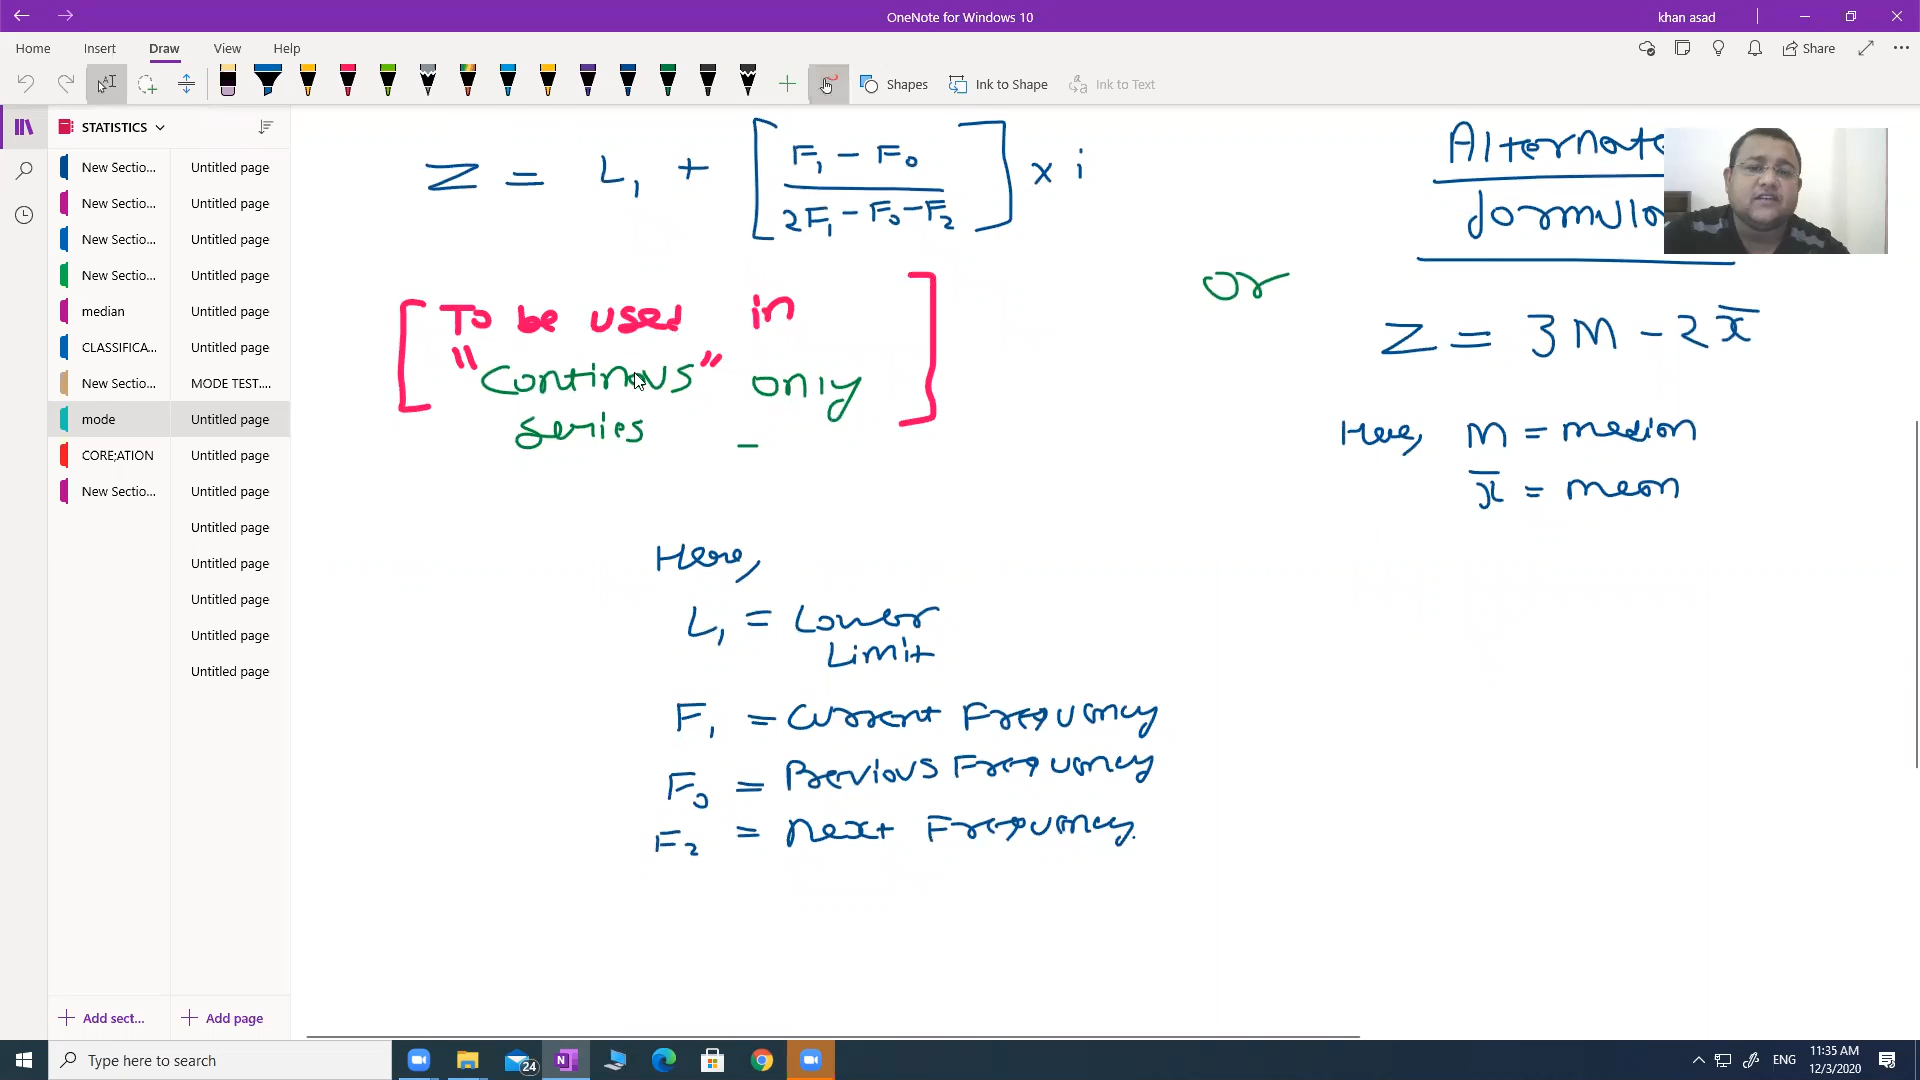 OneNote for Windows 10
khan asad
Home Insert Draw View Help
Share
Shapes Ink to Shape Ink to Text
STATISTICS
New Sectio... Untitled page
New Sectio... Untitled page
New Sectio... Untitled page
New Sectio... Untitled page
median Untitled page
CLASSIFICA... Untitled page
New Sectio... MODE TEST....
mode Untitled page
CORE;ATION Untitled page
New Sectio... Untitled page
Untitled page
Untitled page
Untitled page
Untitled page
Untitled page
Add sect... Add page
Z = L₁ + [F₁ - F₀ / 2F₁ - F₀ - F₂] x i
[To be used in
"Continous" only
series]
or
Alternate
formula
Z = 3M - 2x̅
Here, M = median
x̅ = mean
Here,
L₁ = Lower
Limit
F₁ = Current Frequency
F₀ = Pervious Frequency
F₂ = next Frequency.
Type here to search
24
ENG
11:35 AM
12/3/2020